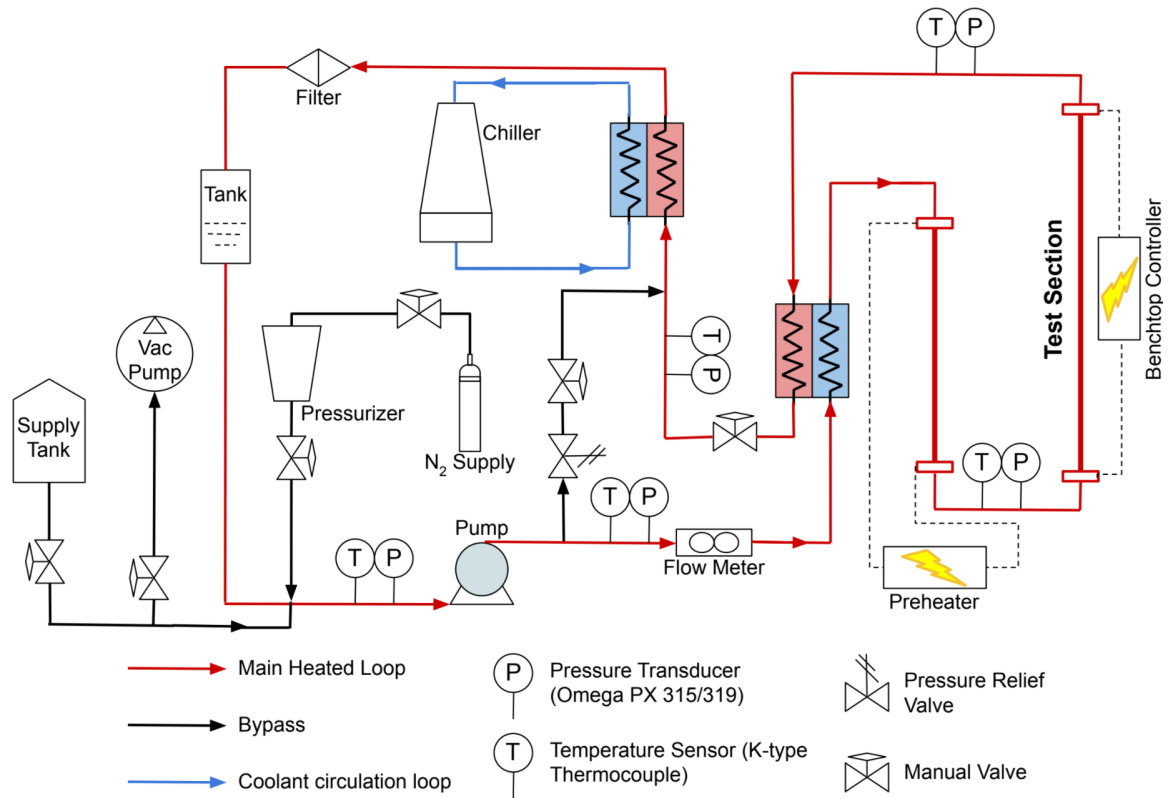 T P
Filter
Chiller
Tank
Test Section
Benchtop Controller
Vac
Pump
T
P
Supply
Tank
Pressurizer
N2 Supply
T P
T P
Pump
T P
Flow Meter
Preheater
Main Heated Loop
P
Pressure Transducer
(Omega PX 315/319)
Pressure Relief
Valve
Bypass
T
Temperature Sensor (K-type
Thermocouple)
Manual Valve
Coolant circulation loop